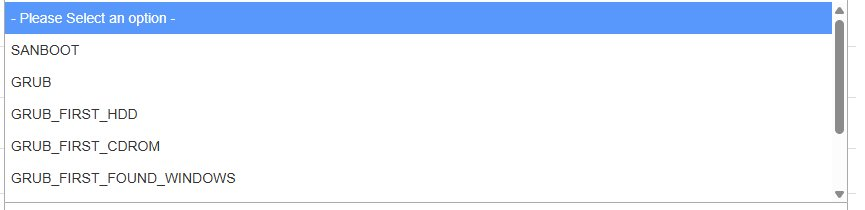 - Please Select an option -
SANBOOT
GRUB
GRUB_FIRST_HDD
GRUB_FIRST_CDROM
GRUB_FIRST_FOUND_WINDOWS